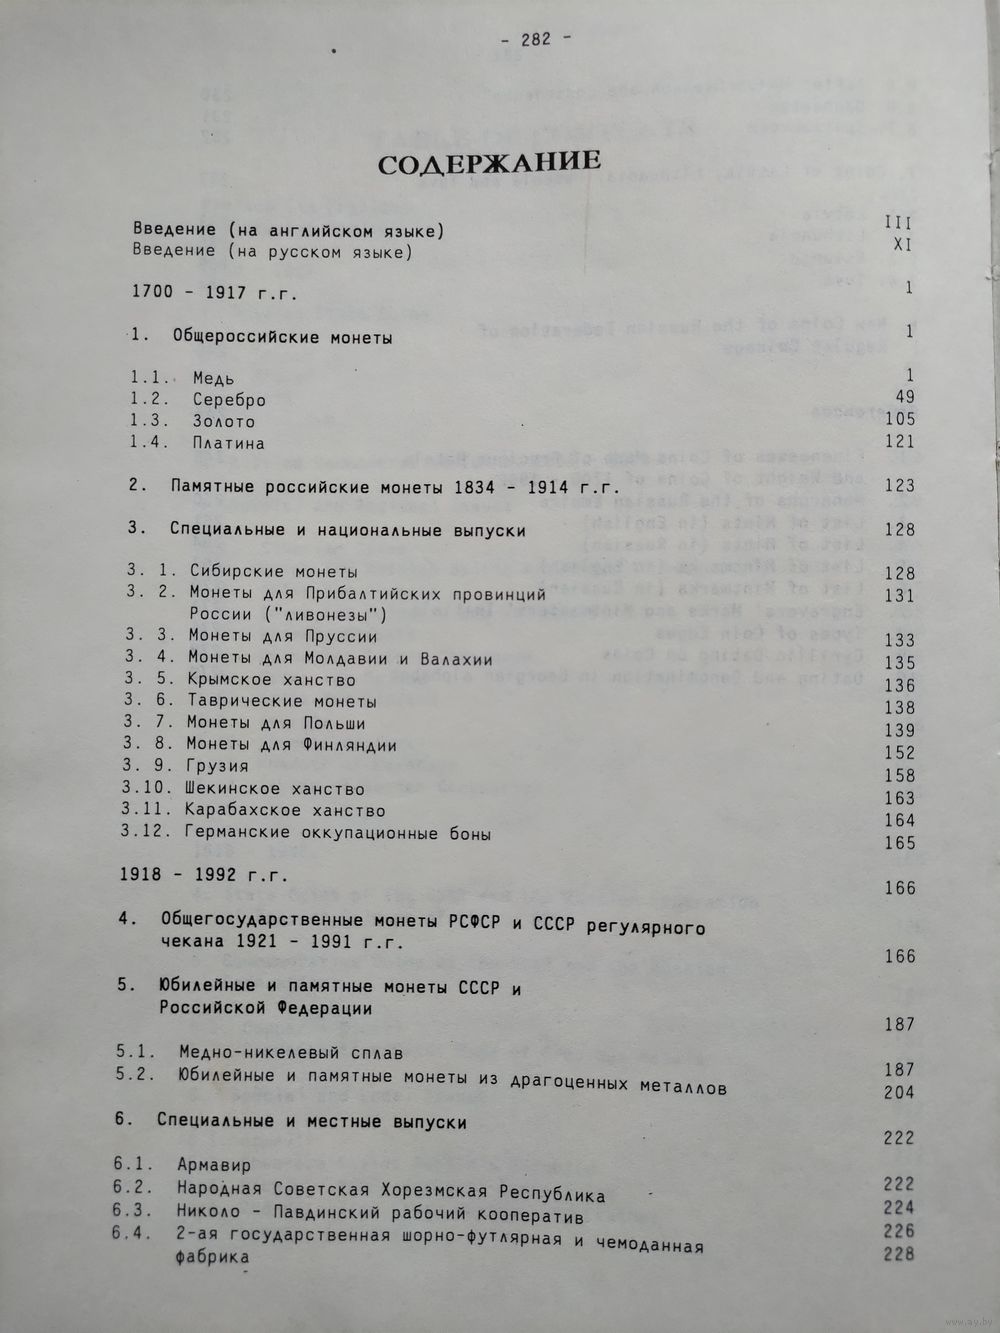 - 282 -
СОДЕРЖАНИЕ
Введение (на английском языке) III
Введение (на русском языке) XI
1700 - 1917 г.г. 1
1. Общероссийские монеты 1
1.1. Медь 1
1.2. Серебро 49
1.3. Золото 105
1.4. Платина 121
2. Памятные российские монеты 1834 - 1914 г.г. 123
3. Специальные и национальные выпуски 128
3. 1. Сибирские монеты 128
3. 2. Монеты для Прибалтийских провинций 131
России ("ливонезы")
3. 3. Монеты для Пруссии 133
3. 4. Монеты для Молдавии и Валахии 135
3. 5. Крымское ханство 136
3. 6. Таврические монеты 138
3. 7. Монеты для Польши 139
3. 8. Монеты для Финляндии 152
3. 9. Грузия 158
3.10. Шекинское ханство 163
3.11. Карабахское ханство 164
3.12. Германские оккупационные боны 165
1918 - 1992 г.г. 166
4. Общегосударственные монеты РСФСР и СССР регулярного
чекана 1921 - 1991 г.г. 166
5. Юбилейные и памятные монеты СССР и
Российской Федерации 187
5.1. Медно-никелевый сплав 187
5.2. Юбилейные и памятные монеты из драгоценных металлов 204
6. Специальные и местные выпуски 222
6.1. Армавир 222
6.2. Народная Советская Хорезмская Республика 224
6.3. Николо - Павдинский рабочий кооператив 226
6.4. 2-ая государственная шорно-футлярная и чемоданная
фабрика 228
www.ay.by